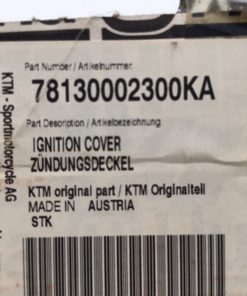 Part Number / Artikelnummer:
78130002300KA
Part Description / Artikelbezeichnung:
IGNITION COVER
ZÜNDUNGSDECKEL
KTM original part / KTM Originalteil
MADE IN AUSTRIA
STK
KTM - Sportmotorcycle AG